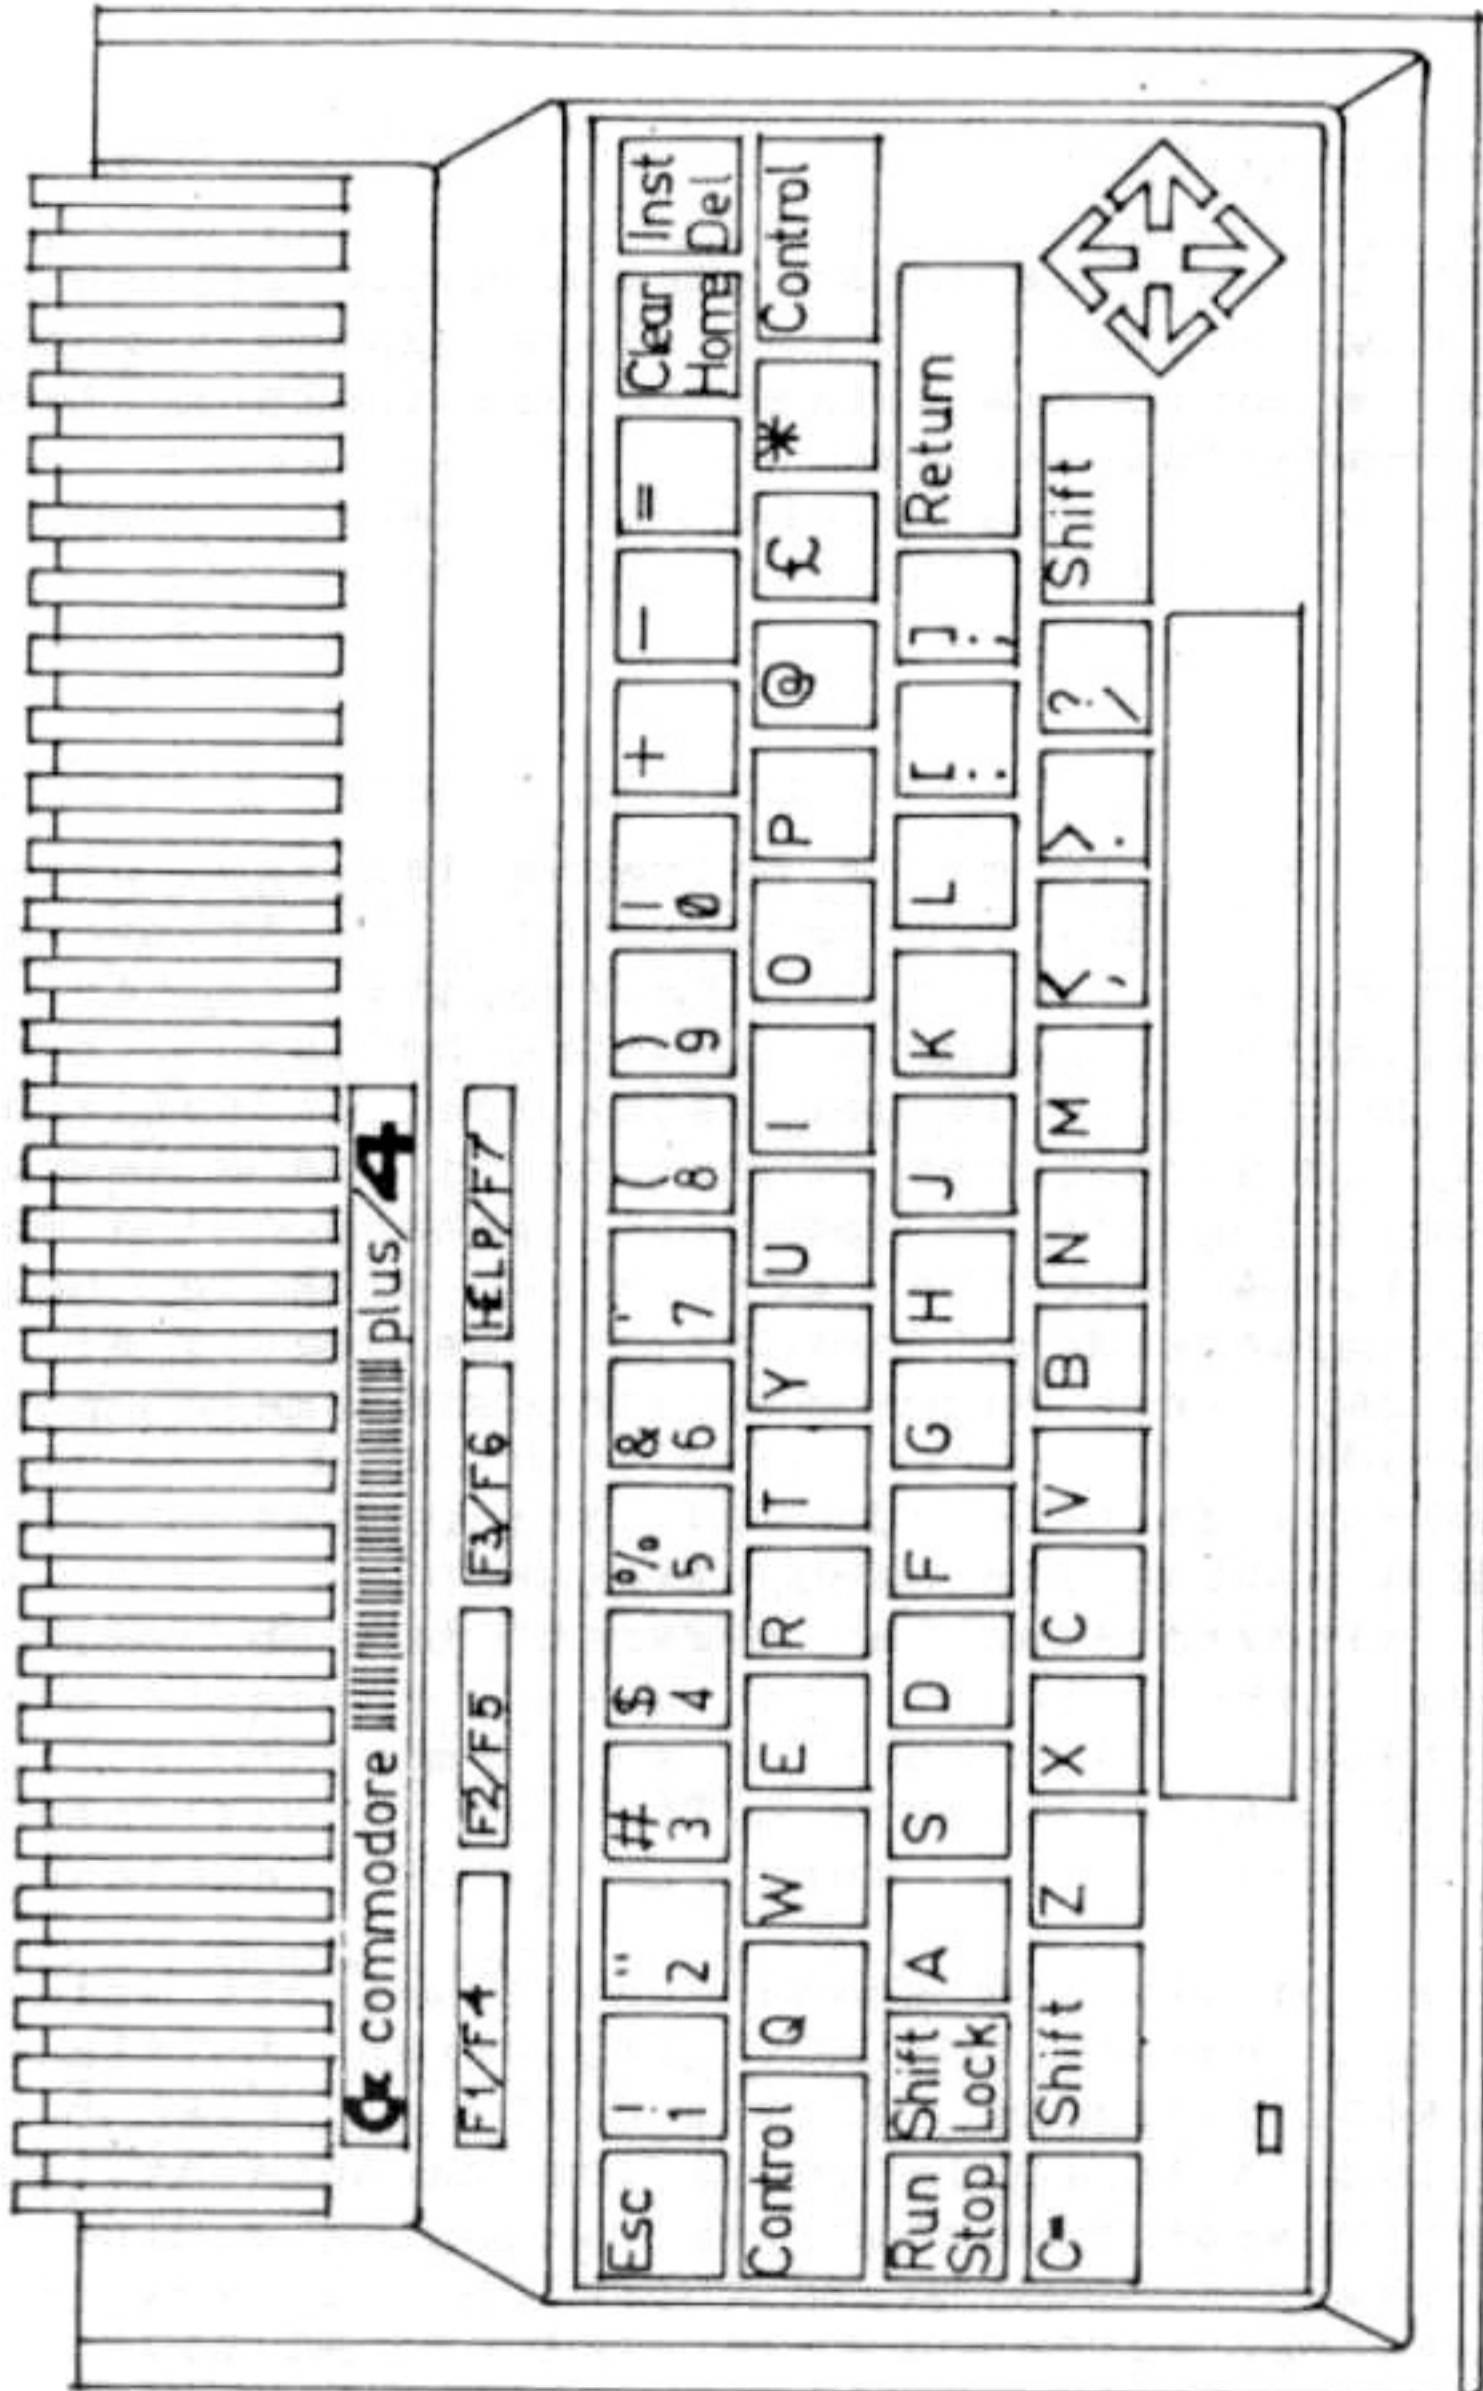 C= commodore plus/4
F1/F4 F2/F5 F3/F6 HELP/F7
Esc ! 1 " 2 # 3 $ 4 % 5 & 6 ' 7 ( 8 ) 9 | 0 + - = Clear Home Inst Del
Control Q W E R T Y U I O P @ £ * Control
Run Stop Shift Lock A S D F G H J K L [ : ] ; Return
C= Shift Z X C V B N M < , > . ? / Shift